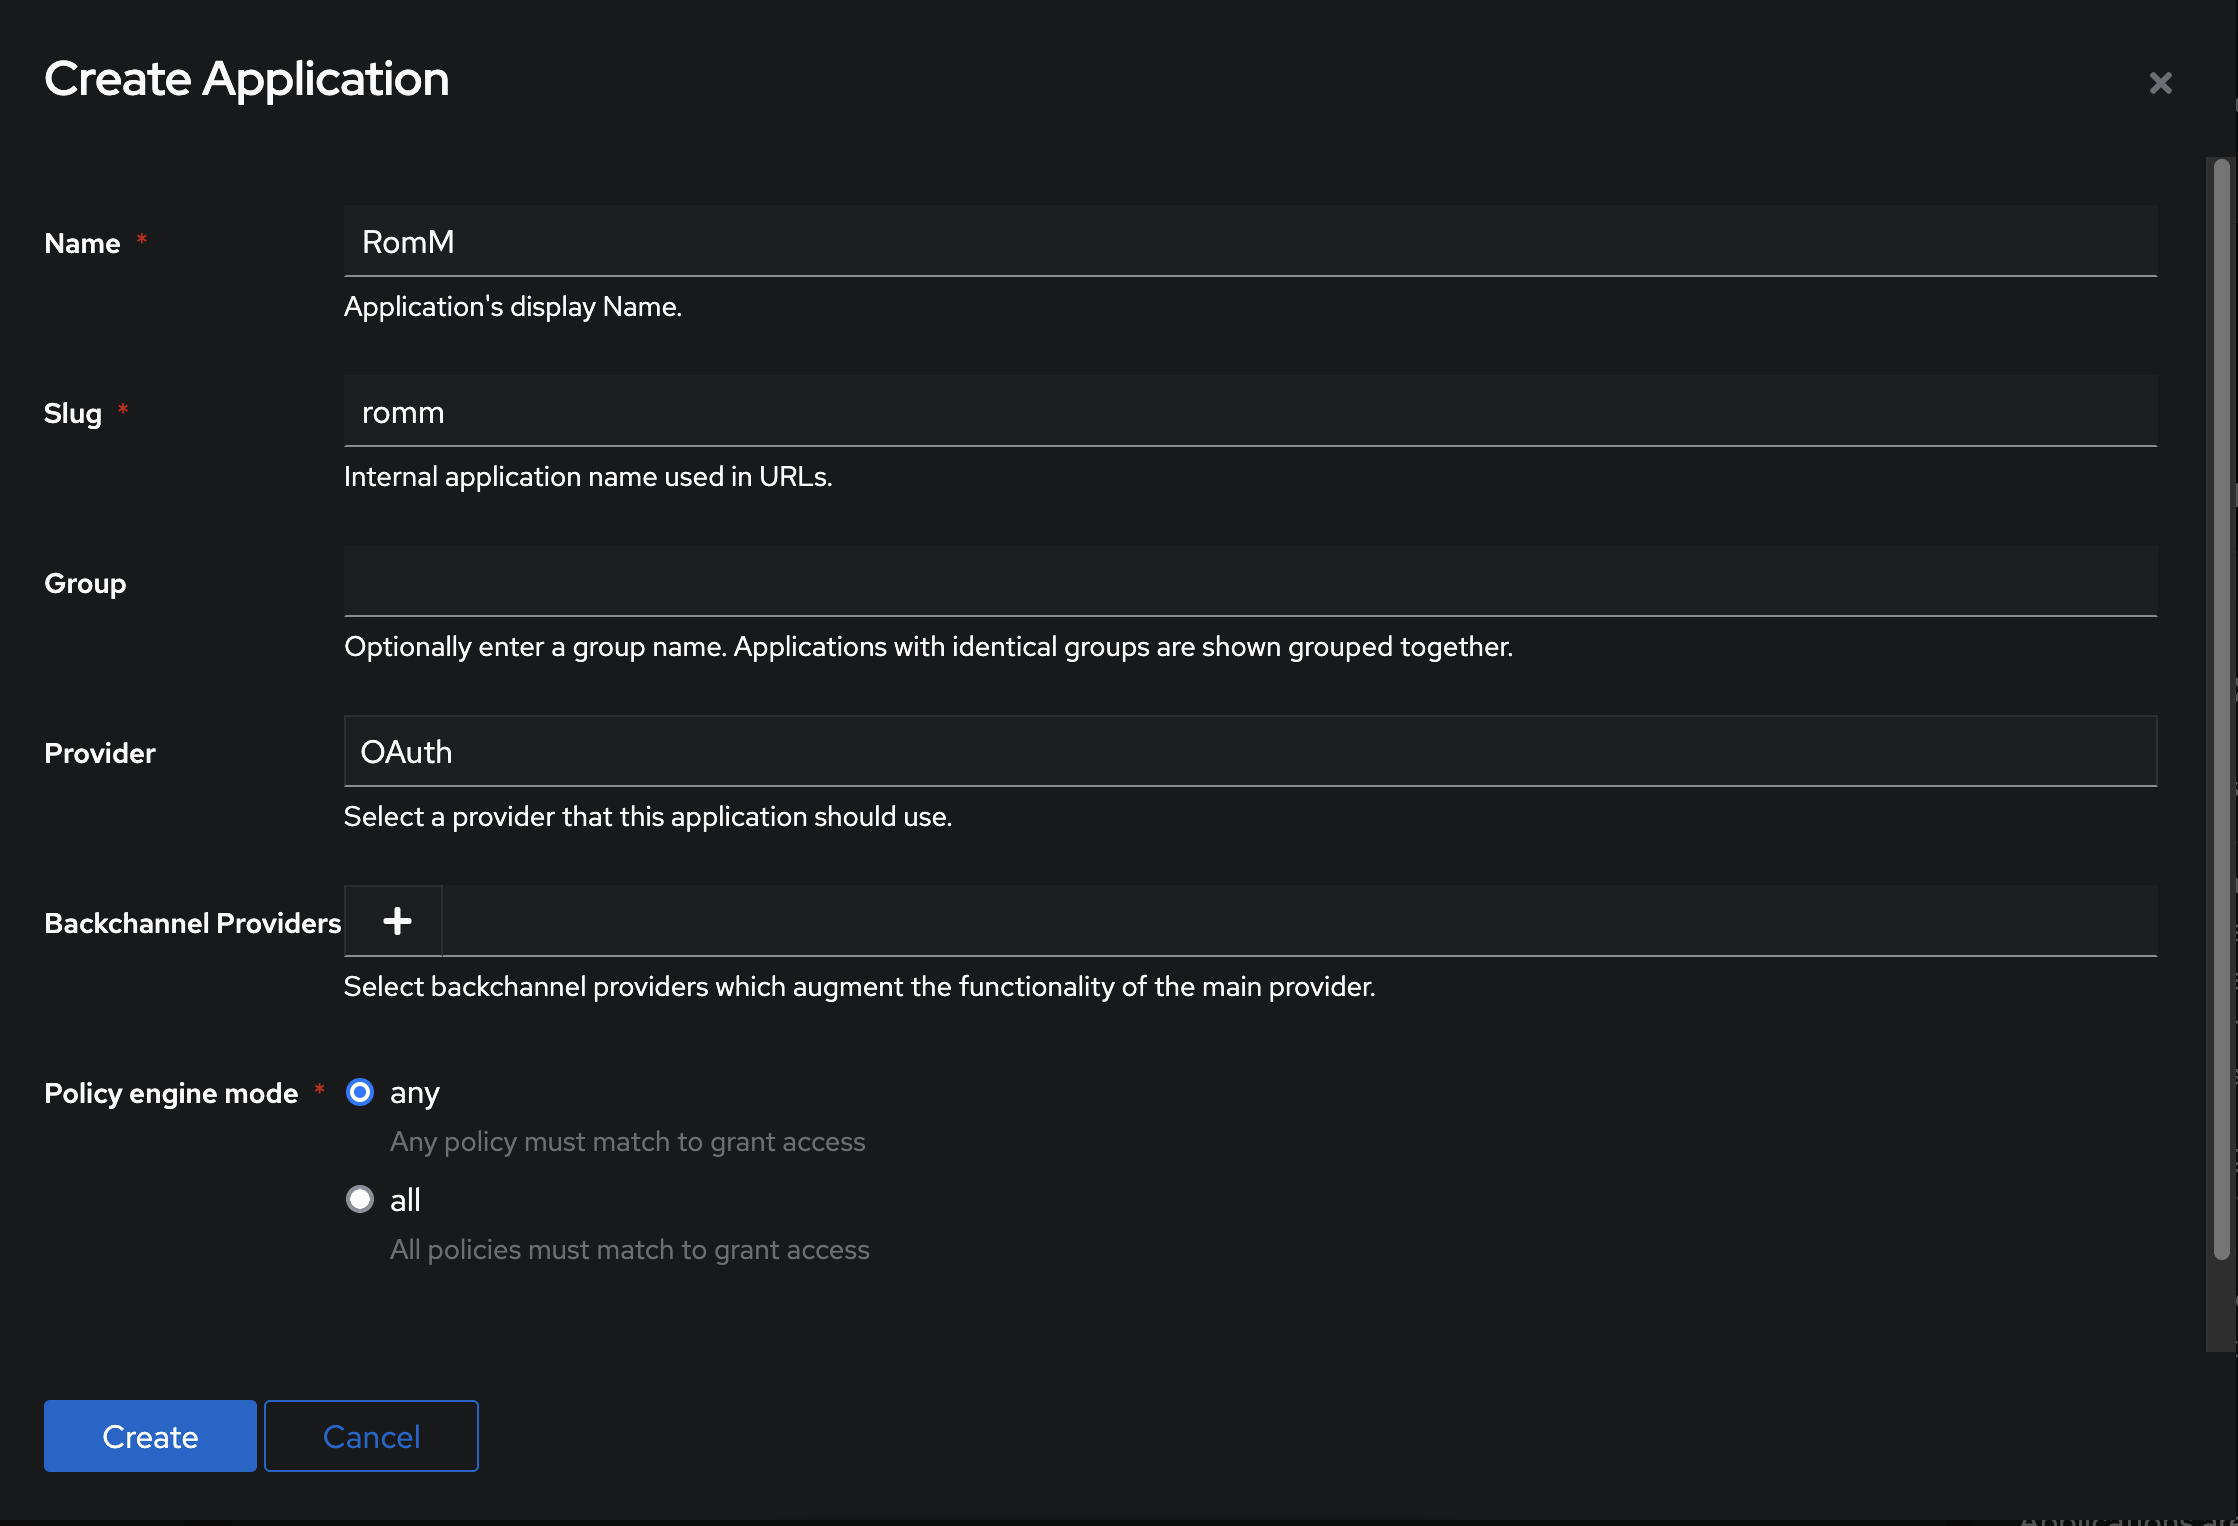 Create Application
Name *
RomM
Application's display Name.
Slug *
romm
Internal application name used in URLs.
Group
Optionally enter a group name. Applications with identical groups are shown grouped together.
Provider
OAuth
Select a provider that this application should use.
Backchannel Providers
Select backchannel providers which augment the functionality of the main provider.
Policy engine mode *
any
Any policy must match to grant access
all
All policies must match to grant access
Create
Cancel